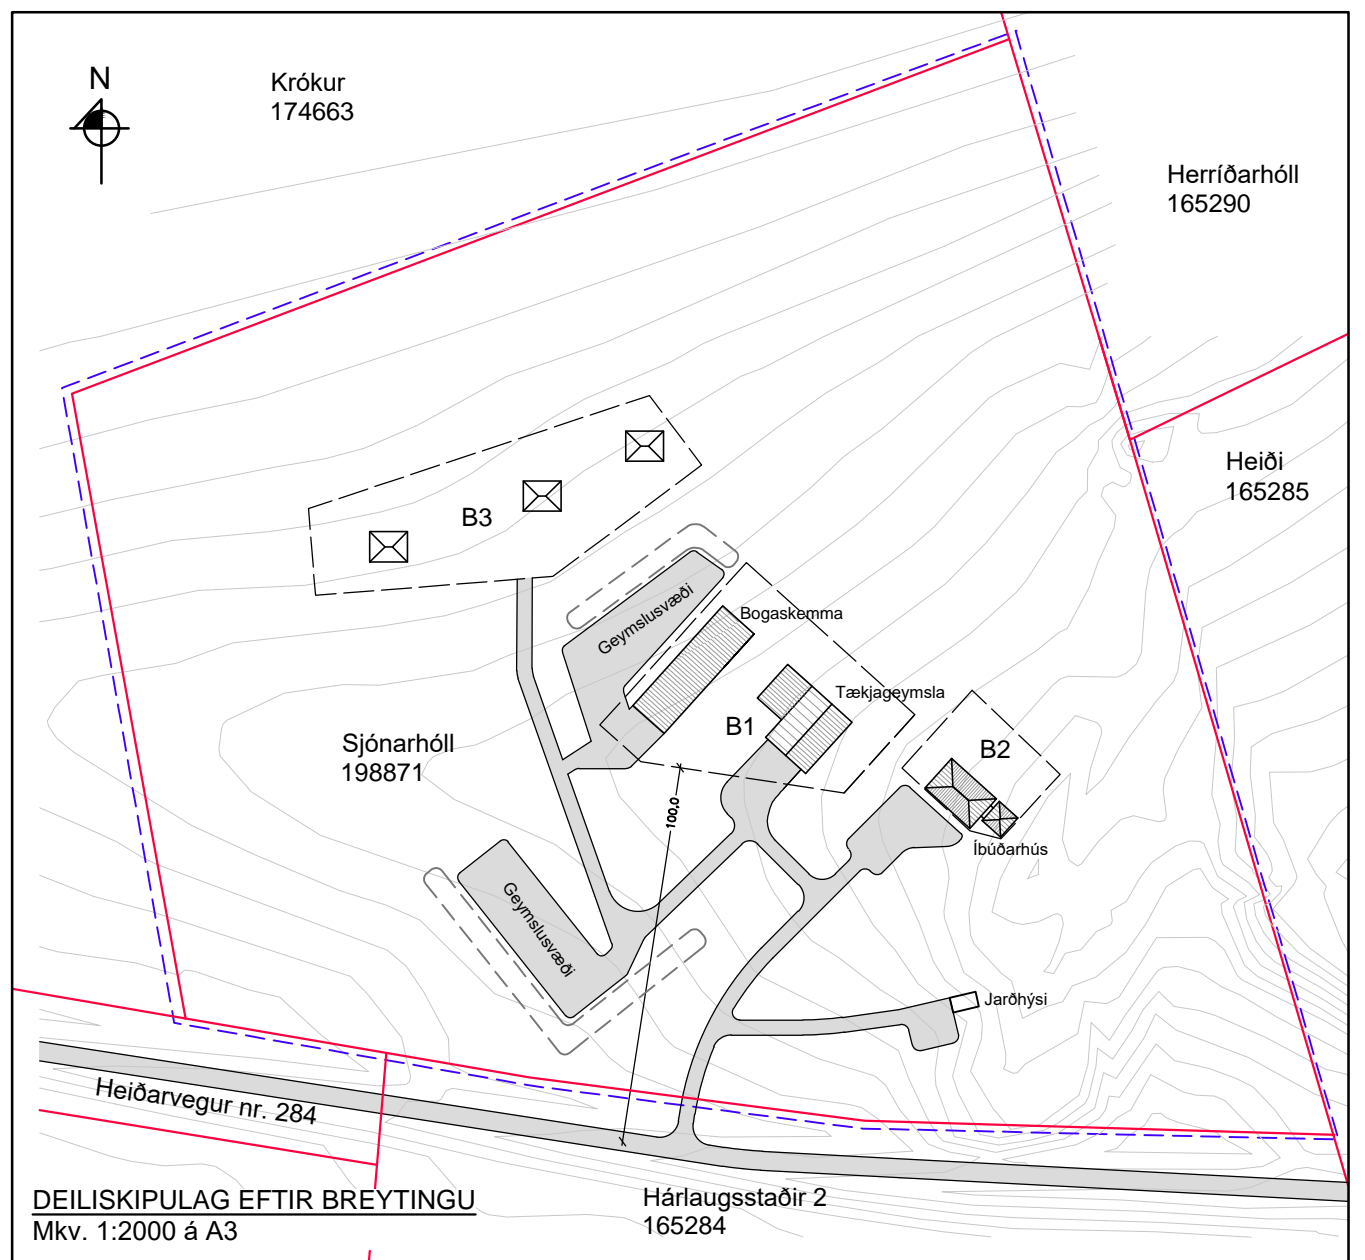 N
Krókur
174663
Herríðarhóll
165290
Heiði
165285
B3
Geymslusvæði
Bogaskemma
Tækjageymsla
B1
B2
Sjónarhóll
198871
100,0
Íbúðarhús
Geymslusvæði
Jarðhýsi
Heiðarvegur nr. 284
DEILISKIPULAG EFTIR BREYTINGU
Mkv. 1:2000 á A3
Hárlaugsstaðir 2
165284